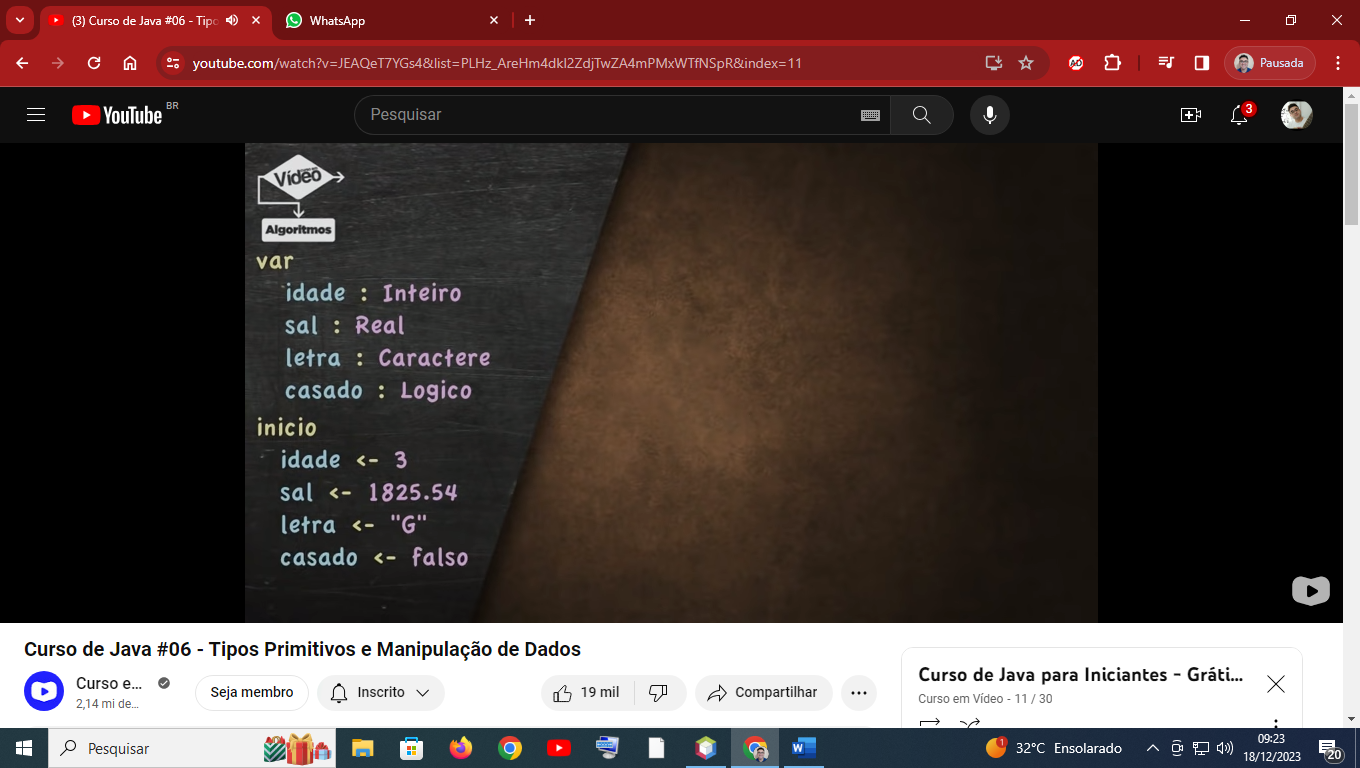 (3) Curso de Java #06 - Tipo
WhatsApp
youtube.com/watch?v=JEAQeT7YGs4&list=PLHz_AreHm4dkI2ZdjTwZA4mPMxWTfNSpR&index=11
Pausada
YouTube BR
Pesquisar
3
Vídeo
Algoritmos
var
idade : Inteiro
sal : Real
letra : Caractere
casado : Logico
inicio
idade <- 3
sal <- 1825.54
letra <- "G"
casado <- falso
Curso de Java #06 - Tipos Primitivos e Manipulação de Dados
Curso e...
2,14 mi de...
Seja membro
Inscrito
19 mil
Compartilhar
Curso de Java para Iniciantes - Gráti...
Curso em Vídeo - 11 / 30
Pesquisar
1
32°C Ensolarado
09:23
18/12/2023
20